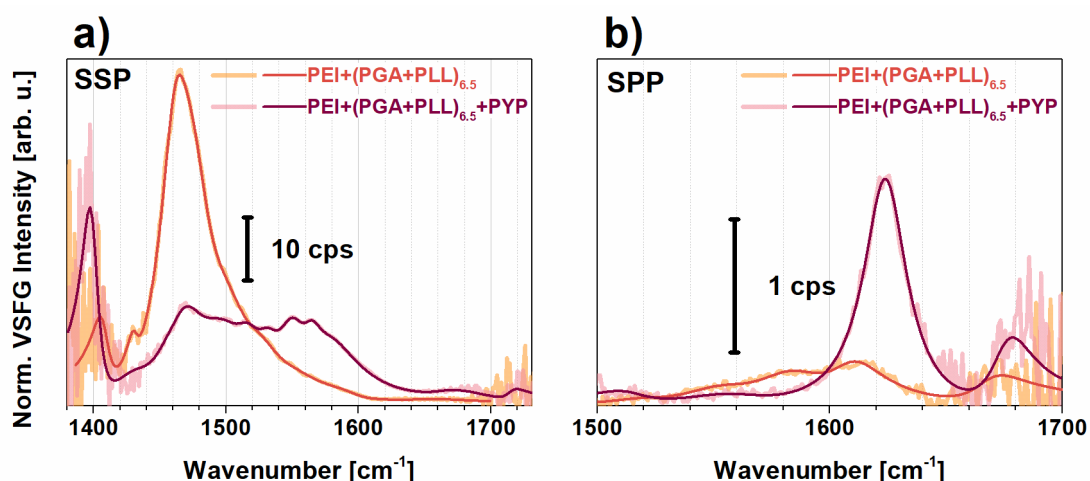 a)
SSP
PEI+(PGA+PLL)6.5
PEI+(PGA+PLL)6.5+PYP
10 cps
Norm. VSFG Intensity [arb. u.]
1400 1500 1600 1700
Wavenumber [cm-1]
b)
SPP
PEI+(PGA+PLL)6.5
PEI+(PGA+PLL)6.5+PYP
1 cps
1500 1600 1700
Wavenumber [cm-1]